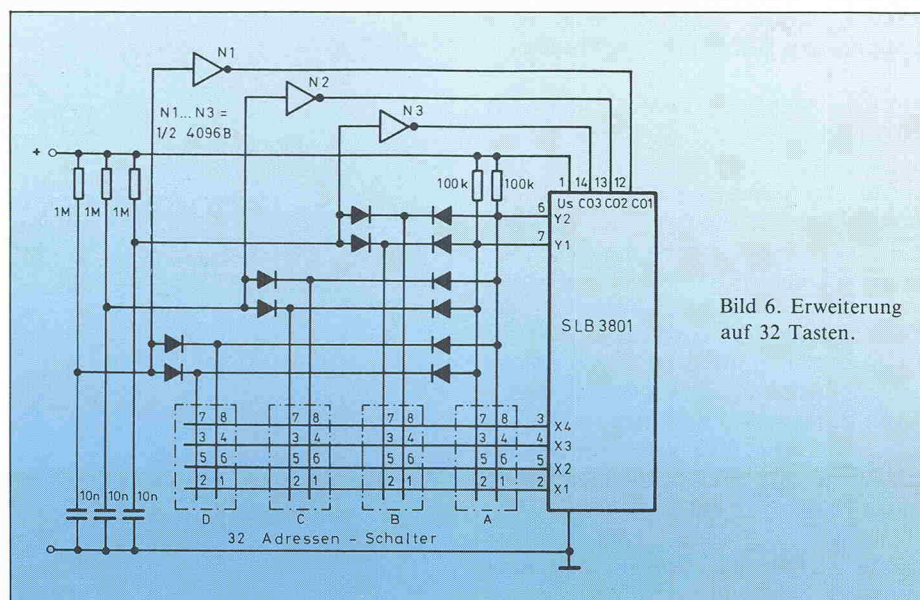 N1
N2
N3
N1...N3 =
1/2 4096B
+
1M 1M 1M
100k 100k
1 14 13 12
Us CO3 CO2 CO1
6
Y2
7
Y1
SLB 3801
7 8 7 8 7 8 7 8 3 X4
3 4 3 4 3 4 3 4 4 X3
5 6 5 6 5 6 5 6 5 X2
2 1 2 1 2 1 2 1 2 X1
10n 10n 10n
D C B A
32 Adressen - Schalter
Bild 6. Erweiterung
auf 32 Tasten.